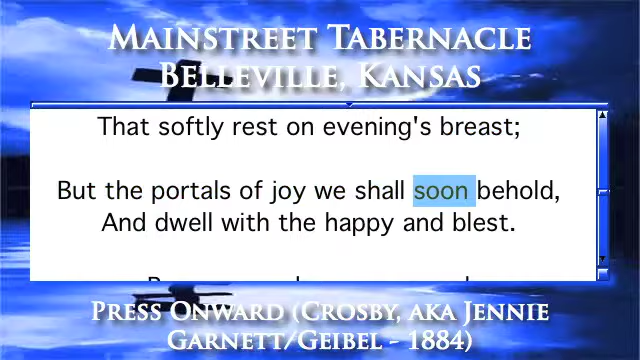 Mainstreet Tabernacle
Belleville, Kansas
That softly rest on evening's breast;
But the portals of joy we shall soon behold,
And dwell with the happy and blest.
Press Onward (Crosby, aka Jennie
Garnett/Geibel - 1884)